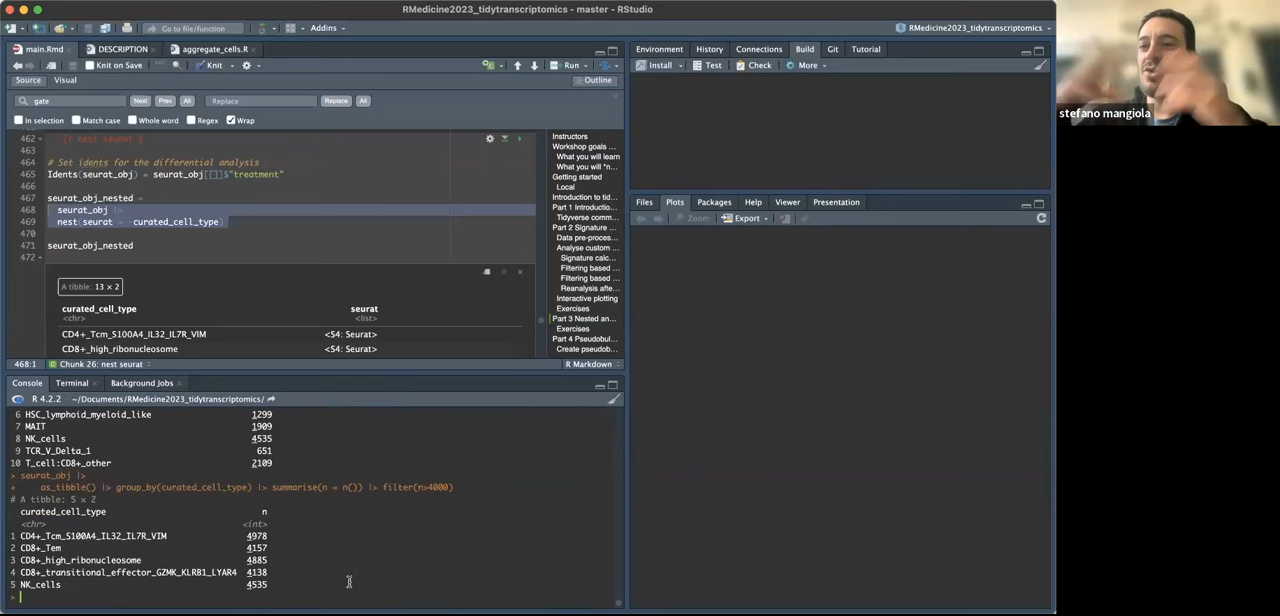 RMedicine2023_tidytranscriptomics - master - RStudio
Go to file/function
Addins
RMedicine2023_tidytranscriptomics
main.Rmd
DESCRIPTION
aggregate_cells.R
Knit on Save
Knit
Run
Source
Visual
Outline
gate
Next
Prev
All
Replace
Replace
All
In selection
Match case
Whole word
Regex
Wrap
462
{r nest seurat }
463
464 # Set idents for the differential analysis
465 Idents(seurat_obj) = seurat_obj[[]]$"treatment"
466
467 seurat_obj_nested =
468 seurat_obj |>
469 nest(seurat = -curated_cell_type)
470
471 seurat_obj_nested
472
A tibble: 13 × 2
curated_cell_type seurat
<chr> <list>
CD4+_Tcm_S100A4_IL32_IL7R_VIM <S4: Seurat>
CD8+_high_ribonucleosome <S4: Seurat>
468:1
Chunk 26: nest seurat
R Markdown
Instructors
Workshop goals ...
What you will learn
What you will *n...
Getting started
Local
Introduction to tid...
Part 1 Introductio...
Tidyverse comm...
Part 2 Signature ...
Data pre-proces...
Analyse custom ...
Signature calc...
Filtering based ...
Filtering based ...
Reanalysis afte...
Interactive plotting
Exercises
Part 3 Nested an...
Exercises
Part 4 Pseudobul...
Create pseudob...
Console
Terminal
Background Jobs
R 4.2.2 · ~/Documents/RMedicine2023_tidytranscriptomics/
6 HSC_lymphoid_myeloid_like 1299
7 MAIT 1909
8 NK_cells 4535
9 TCR_V_Delta_1 651
10 T_cell:CD8+_other 2109
> seurat_obj |>
+ as_tibble() |> group_by(curated_cell_type) |> summarise(n = n()) |> filter(n>4000)
# A tibble: 5 × 2
curated_cell_type n
<chr> <int>
1 CD4+_Tcm_S100A4_IL32_IL7R_VIM 4978
2 CD8+_Tem 4157
3 CD8+_high_ribonucleosome 4885
4 CD8+_transitional_effector_GZMK_KLRB1_LYAR4 4138
5 NK_cells 4535
>
Environment
History
Connections
Build
Git
Tutorial
Install
Test
Check
More
Files
Plots
Packages
Help
Viewer
Presentation
Zoom
Export
stefano mangiola